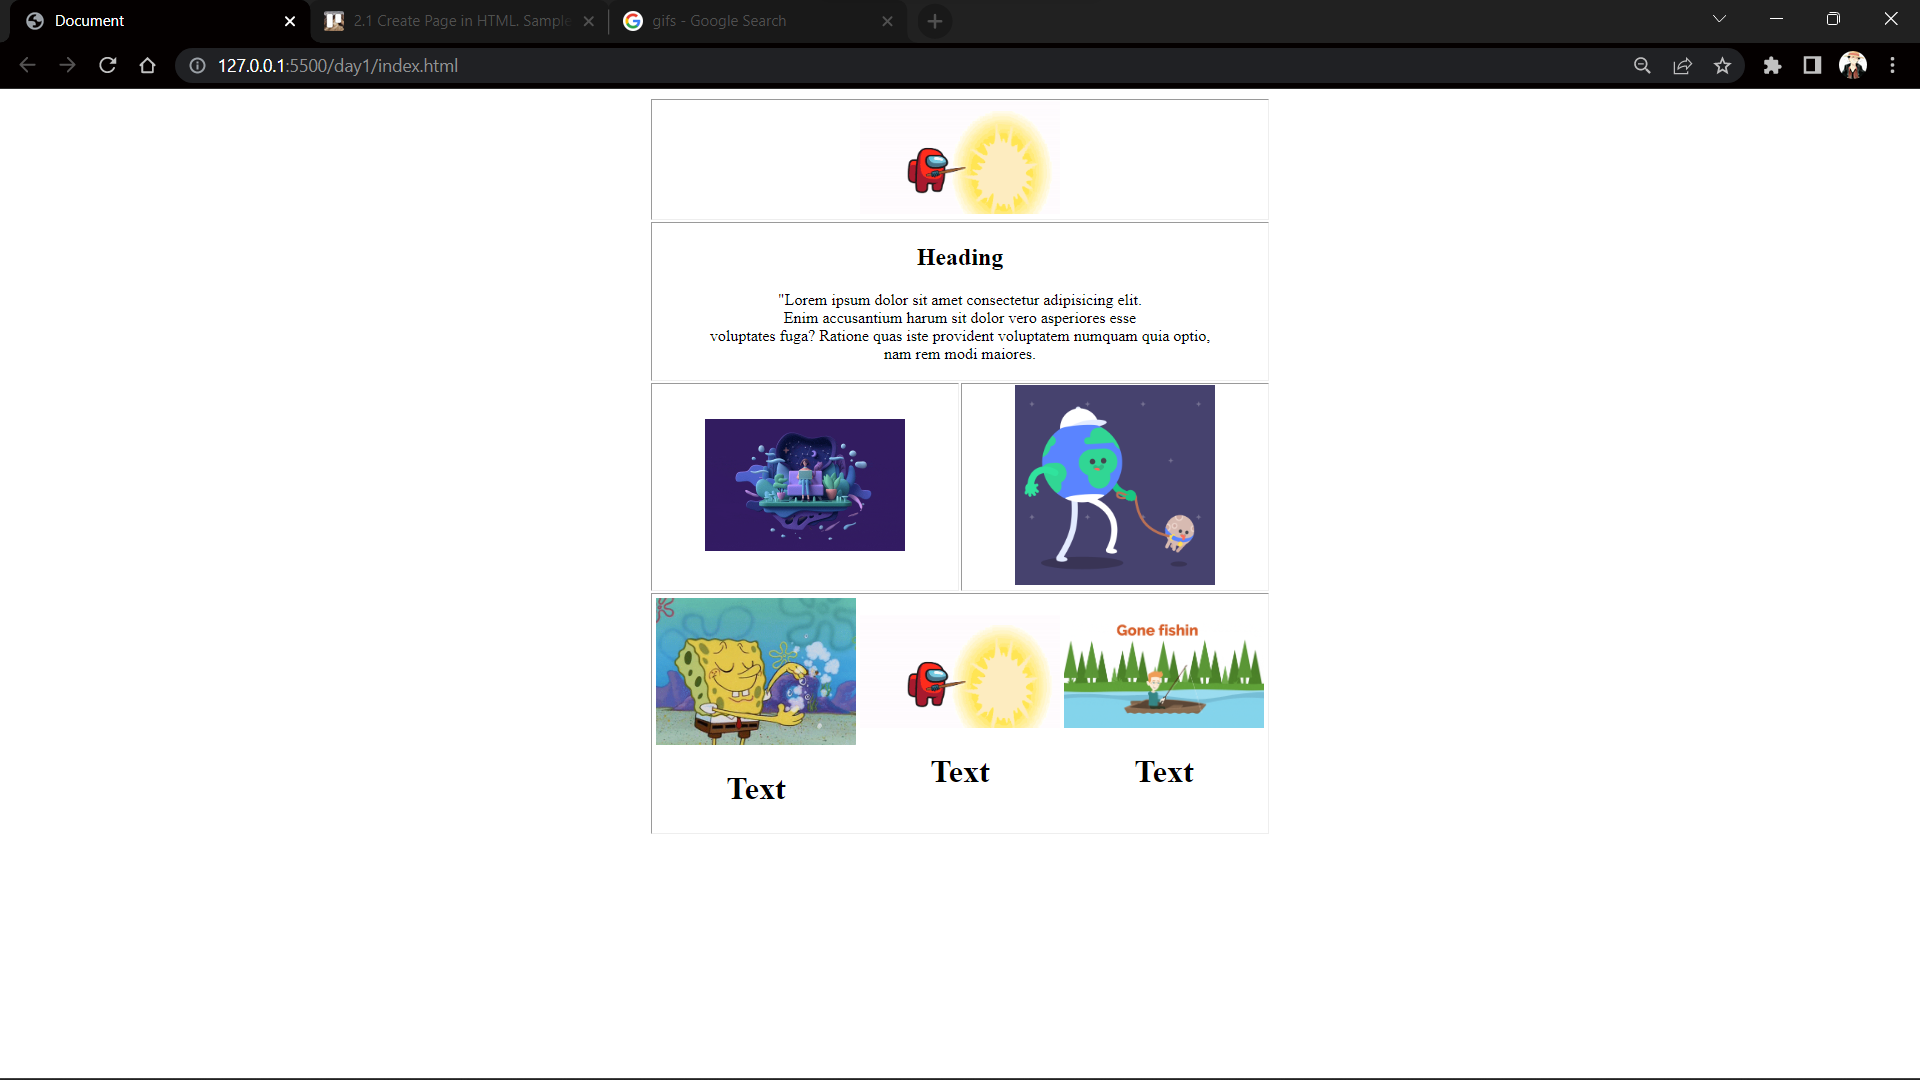 Document
2.1 Create Page in HTML. Sample
gifs - Google Search
127.0.0.1:5500/day1/index.html
Heading
"Lorem ipsum dolor sit amet consectetur adipisicing elit.
Enim accusantium harum sit dolor vero asperiores esse
voluptates fuga? Ratione quas iste provident voluptatem numquam quia optio,
nam rem modi maiores.
Gone fishin
Text
Text
Text